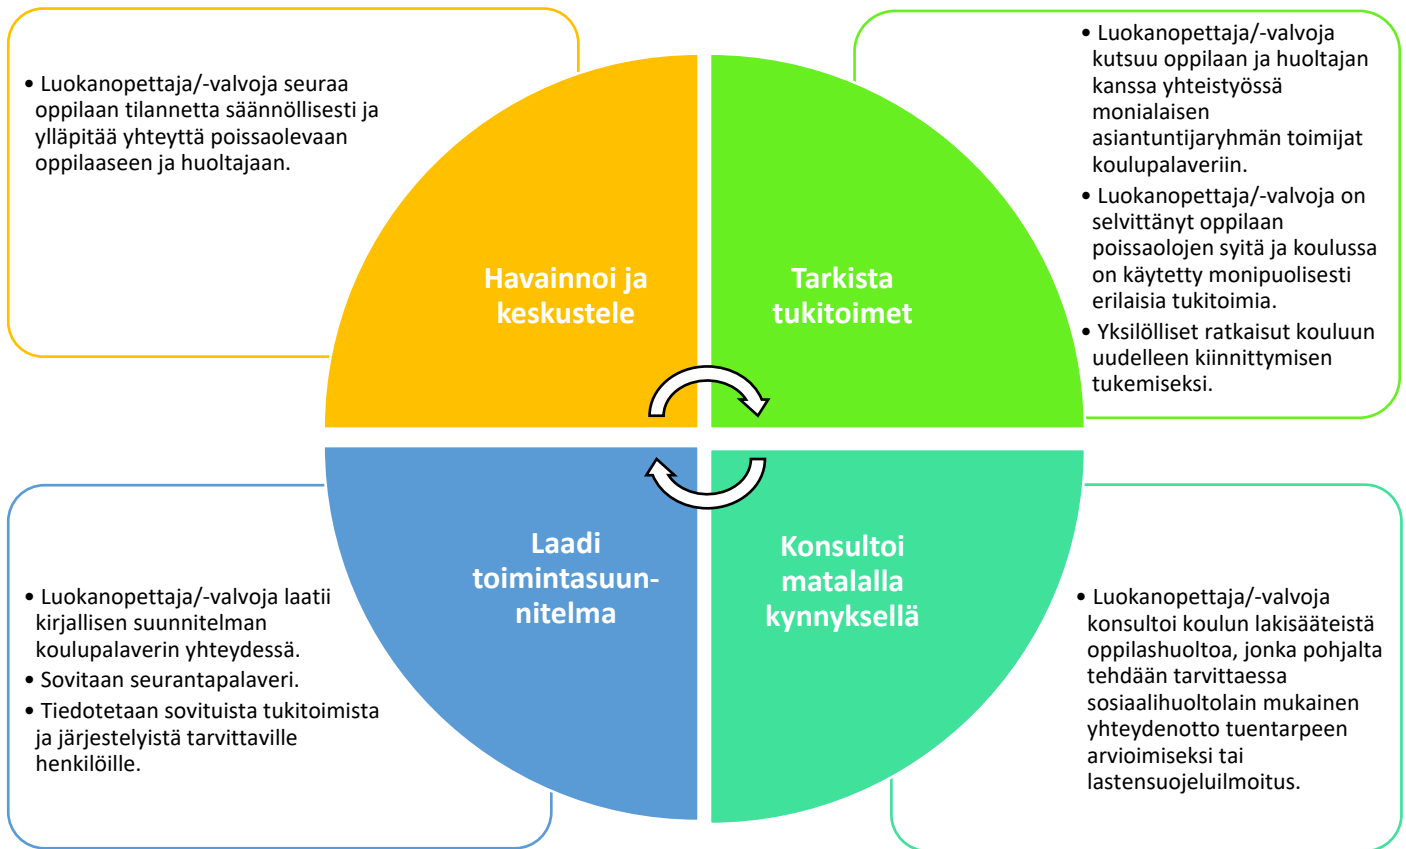 • Luokanopettaja/-valvoja seuraa
oppilaan tilannetta säännöllisesti ja
ylläpitää yhteyttä poissaolevaan
oppilaaseen ja huoltajaan.
• Luokanopettaja/-valvoja
kutsuu oppilaan ja huoltajan
kanssa yhteistyössä
monialaisen
asiantuntijaryhmän toimijat
koulupalaveriin.
• Luokanopettaja/-valvoja on
selvittänyt oppilaan
poissaolojen syitä ja koulussa
on käytetty monipuolisesti
erilaisia tukitoimia.
• Yksilölliset ratkaisut kouluun
uudelleen kiinnittymisen
tukemiseksi.
Havainnoi ja
keskustele
Tarkista
tukitoimet
Laadi
toimintasuun-
nitelma
Konsultoi
matalalla
kynnyksellä
• Luokanopettaja/-valvoja laatii
kirjallisen suunnitelman
koulupalaverin yhteydessä.
• Sovitaan seurantapalaveri.
• Tiedotetaan sovituista tukitoimista
ja järjestelyistä tarvittaville
henkilöille.
• Luokanopettaja/-valvoja
konsultoi koulun lakisääteistä
oppilashuoltoa, jonka pohjalta
tehdään tarvittaessa
sosiaalihuoltolain mukainen
yhteydenotto tuentarpeen
arvioimiseksi tai
lastensuojeluilmoitus.